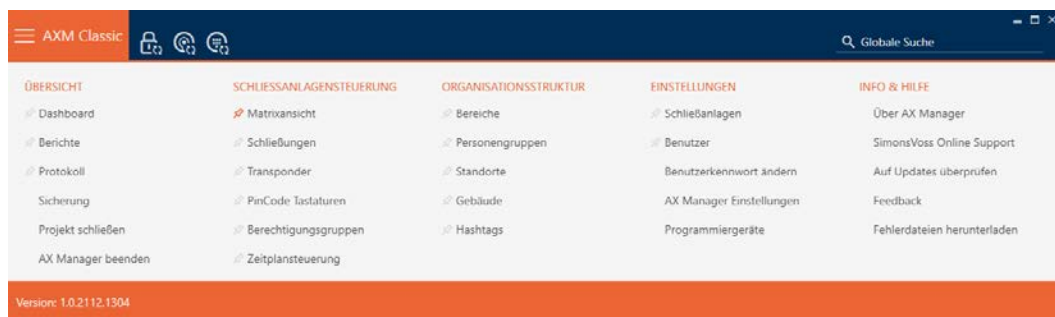 AXM Classic
Globale Suche
ÜBERSICHT
Dashboard
Berichte
Protokoll
Sicherung
Projekt schließen
AX Manager beenden
SCHLIESSANLAGENSTEUERUNG
Matrixansicht
Schließungen
Transponder
PinCode Tastaturen
Berechtigungsgruppen
Zeitplansteuerung
ORGANISATIONSSTRUKTUR
Bereiche
Personengruppen
Standorte
Gebäude
Hashtags
EINSTELLUNGEN
Schließanlagen
Benutzer
Benutzerkennwort ändern
AX Manager Einstellungen
Programmiergeräte
INFO & HILFE
Über AX Manager
SimonsVoss Online Support
Auf Updates überprüfen
Feedback
Fehlerdateien herunterladen
Version: 1.0.2112.1304